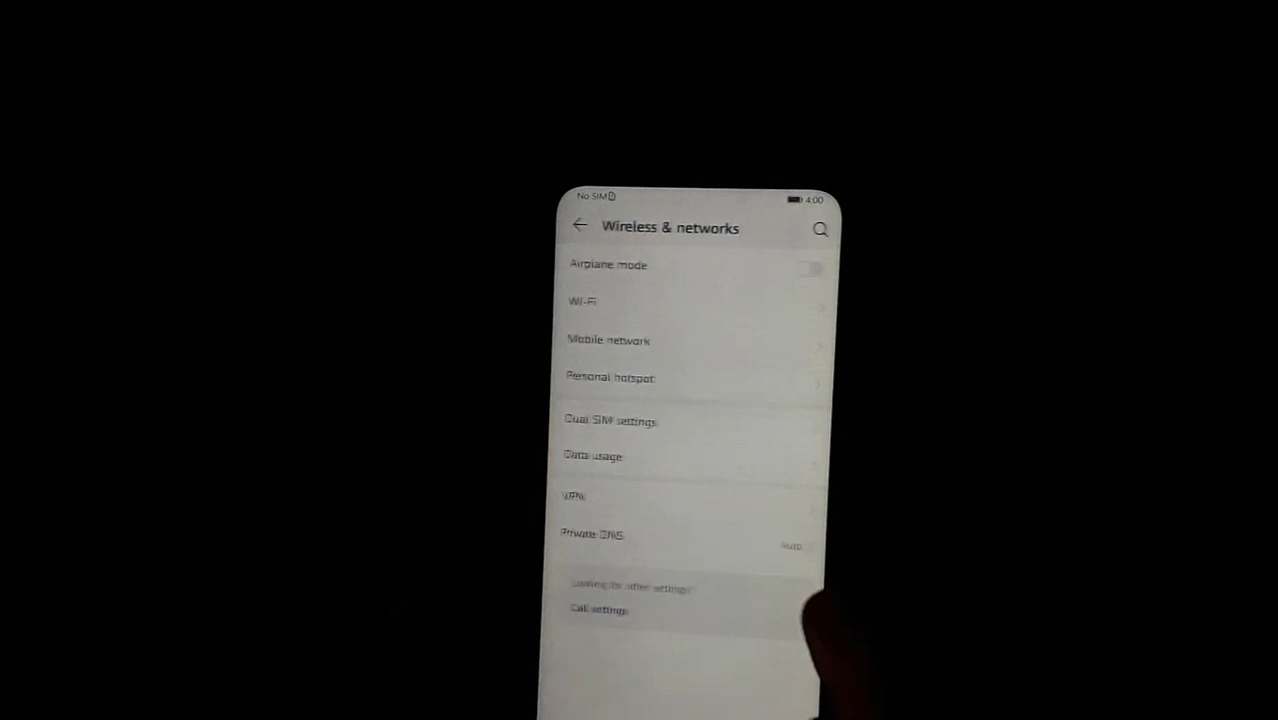 No SIM 4:00
Wireless & networks
Airplane mode
Wi-Fi
Mobile network
Personal hotspot
Dual SIM settings
Data usage
VPN
Private DNS Auto
Looking for other settings?
Call settings